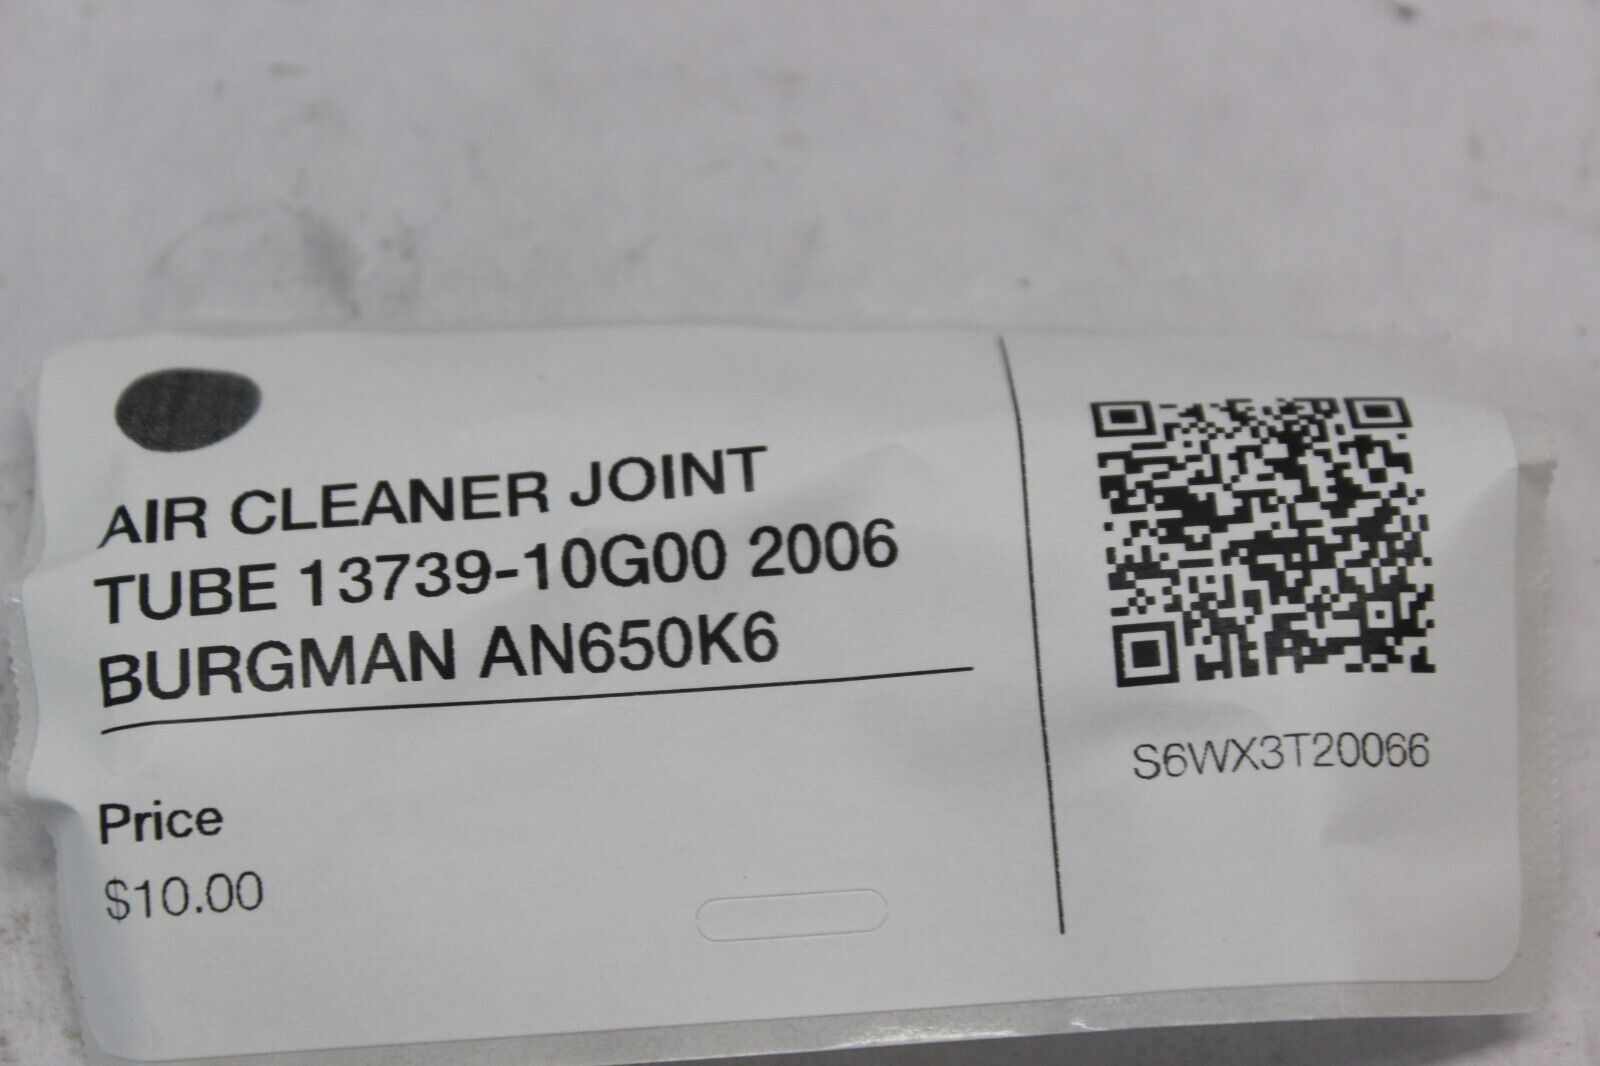 AIR CLEANER JOINT
TUBE 13739-10G00 2006
BURGMAN AN650K6
Price
$10.00
S6WX3T20066